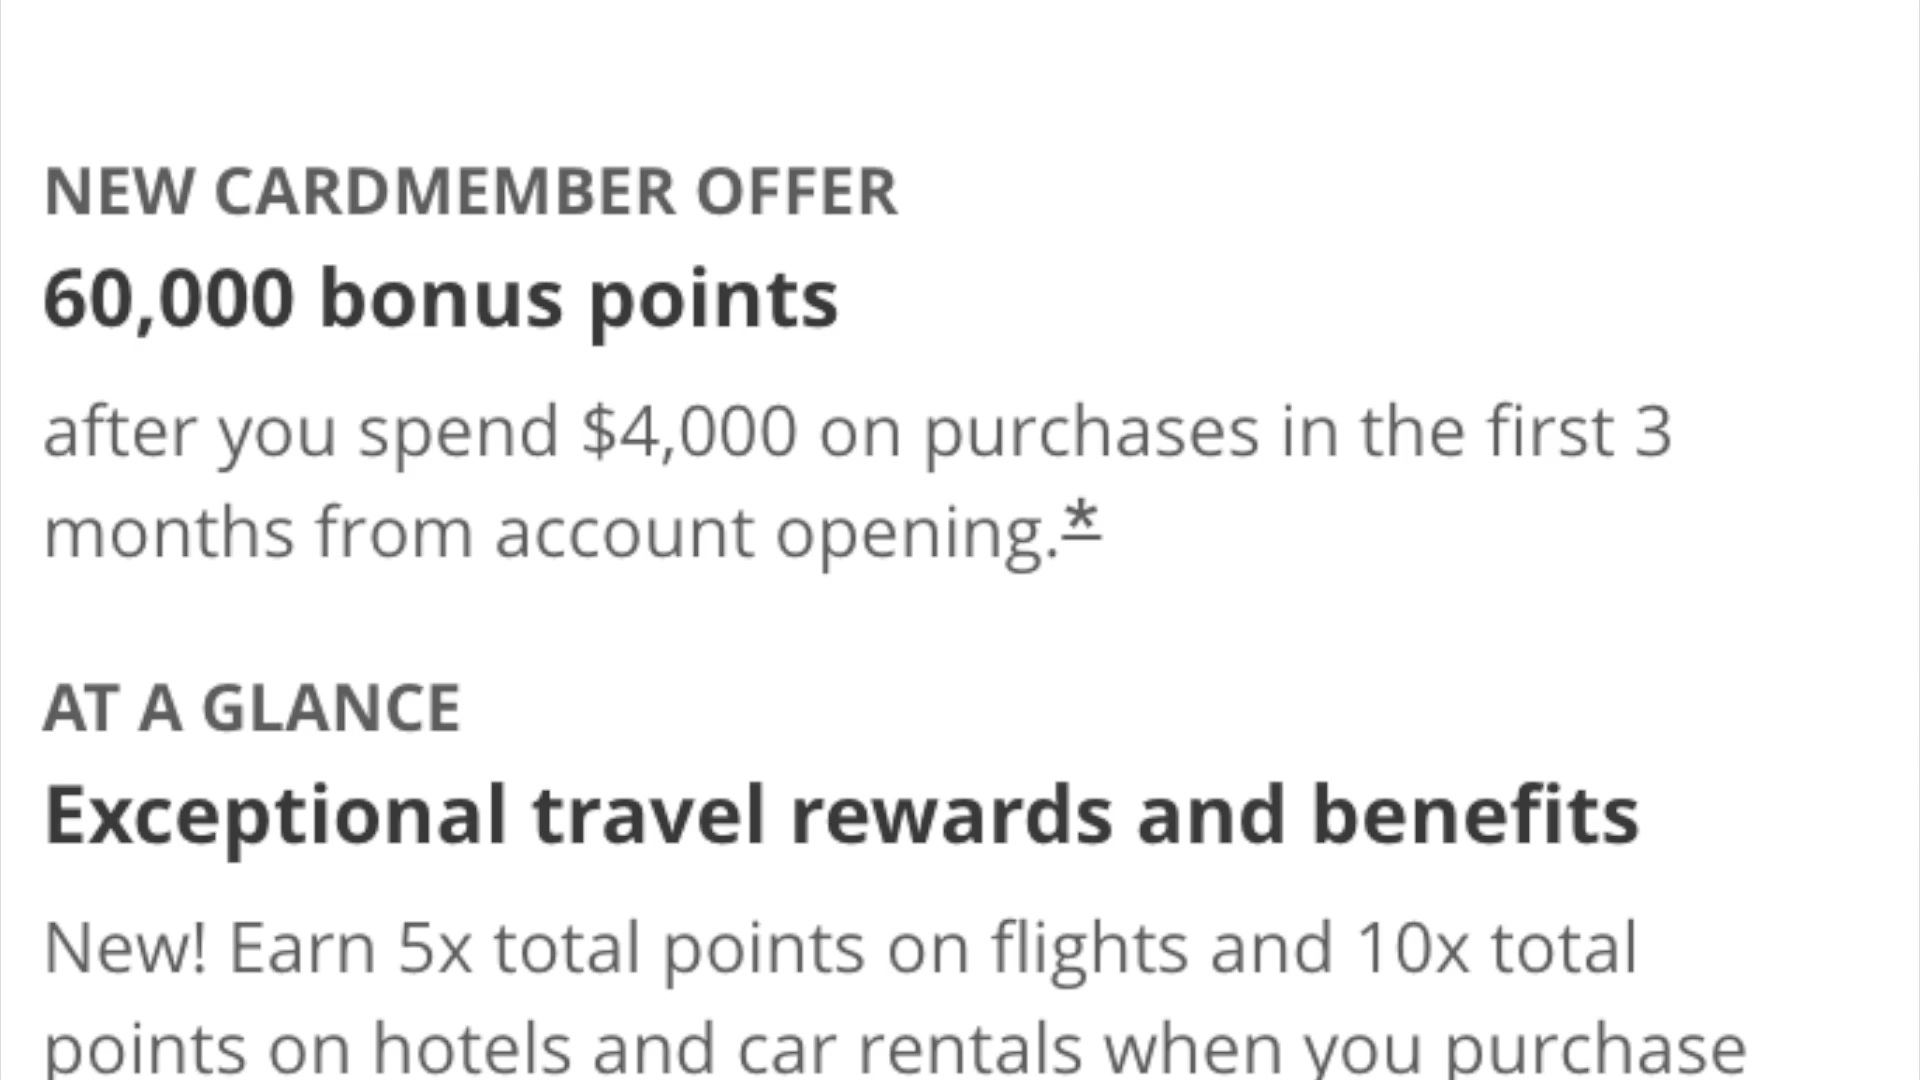 NEW CARDMEMBER OFFER
60,000 bonus points
after you spend $4,000 on purchases in the first 3
months from account opening.*
AT A GLANCE
Exceptional travel rewards and benefits
New! Earn 5x total points on flights and 10x total
points on hotels and car rentals when you purchase